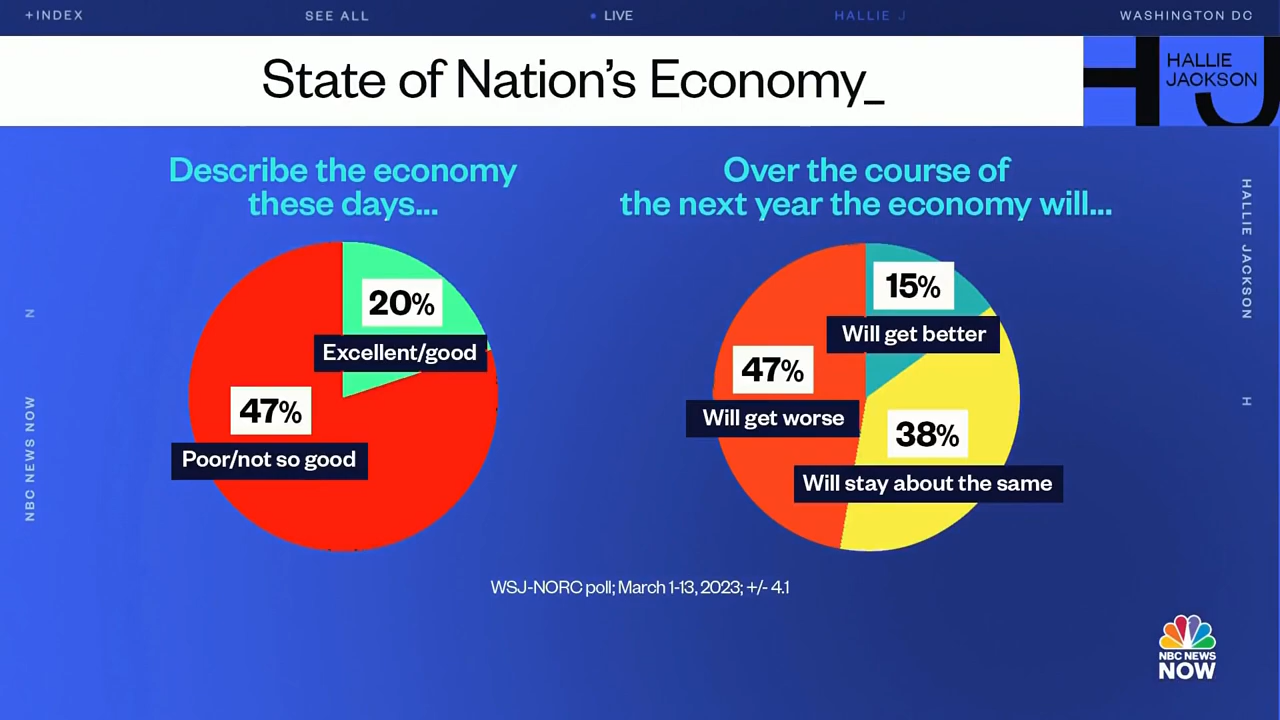 +INDEX
SEE ALL
• LIVE
HALLIE J
WASHINGTON DC
State of Nation's Economy_
HALLIE
JACKSON
HJ
Describe the economy
these days...
20%
Excellent/good
47%
Poor/not so good
Over the course of
the next year the economy will...
15%
Will get better
47%
Will get worse
38%
Will stay about the same
WSJ-NORC poll; March 1-13, 2023; +/- 4.1
N
NBC NEWS NOW
HALLIE JACKSON
H
NBC NEWS
NOW